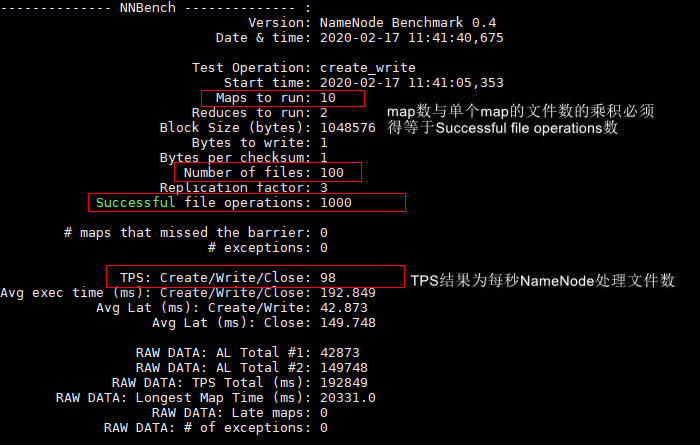 -------------- NNBench -------------- :
Version: NameNode Benchmark 0.4
Date & time: 2020-02-17 11:41:40,675
Test Operation: create_write
Start time: 2020-02-17 11:41:05,353
Maps to run: 10
Reduces to run: 2
Block Size (bytes): 1048576
Bytes to write: 1
Bytes per checksum: 1
Number of files: 100
Replication factor: 3
Successful file operations: 1000
map数与单个map的文件数的乘积必须
得等于Successful file operations数
# maps that missed the barrier: 0
# exceptions: 0
TPS: Create/Write/Close: 98
TPS结果为每秒NameNode处理文件数
Avg exec time (ms): Create/Write/Close: 192.849
Avg Lat (ms): Create/Write: 42.873
Avg Lat (ms): Close: 149.748
RAW DATA: AL Total #1: 42873
RAW DATA: AL Total #2: 149748
RAW DATA: TPS Total (ms): 192849
RAW DATA: Longest Map Time (ms): 20331.0
RAW DATA: Late maps: 0
RAW DATA: # of exceptions: 0